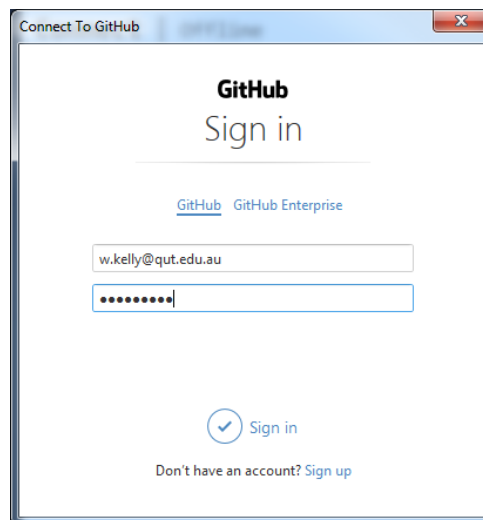 Connect To GitHub
Offline
GitHub
Sign in
GitHub GitHub Enterprise
w.kelly@qut.edu.au
•••••••••
Sign in
Don't have an account? Sign up